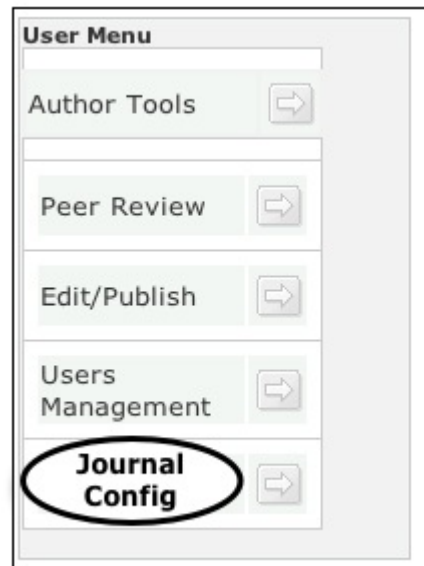 User Menu
Author Tools
Peer Review
Edit/Publish
Users
Management
Journal
Config